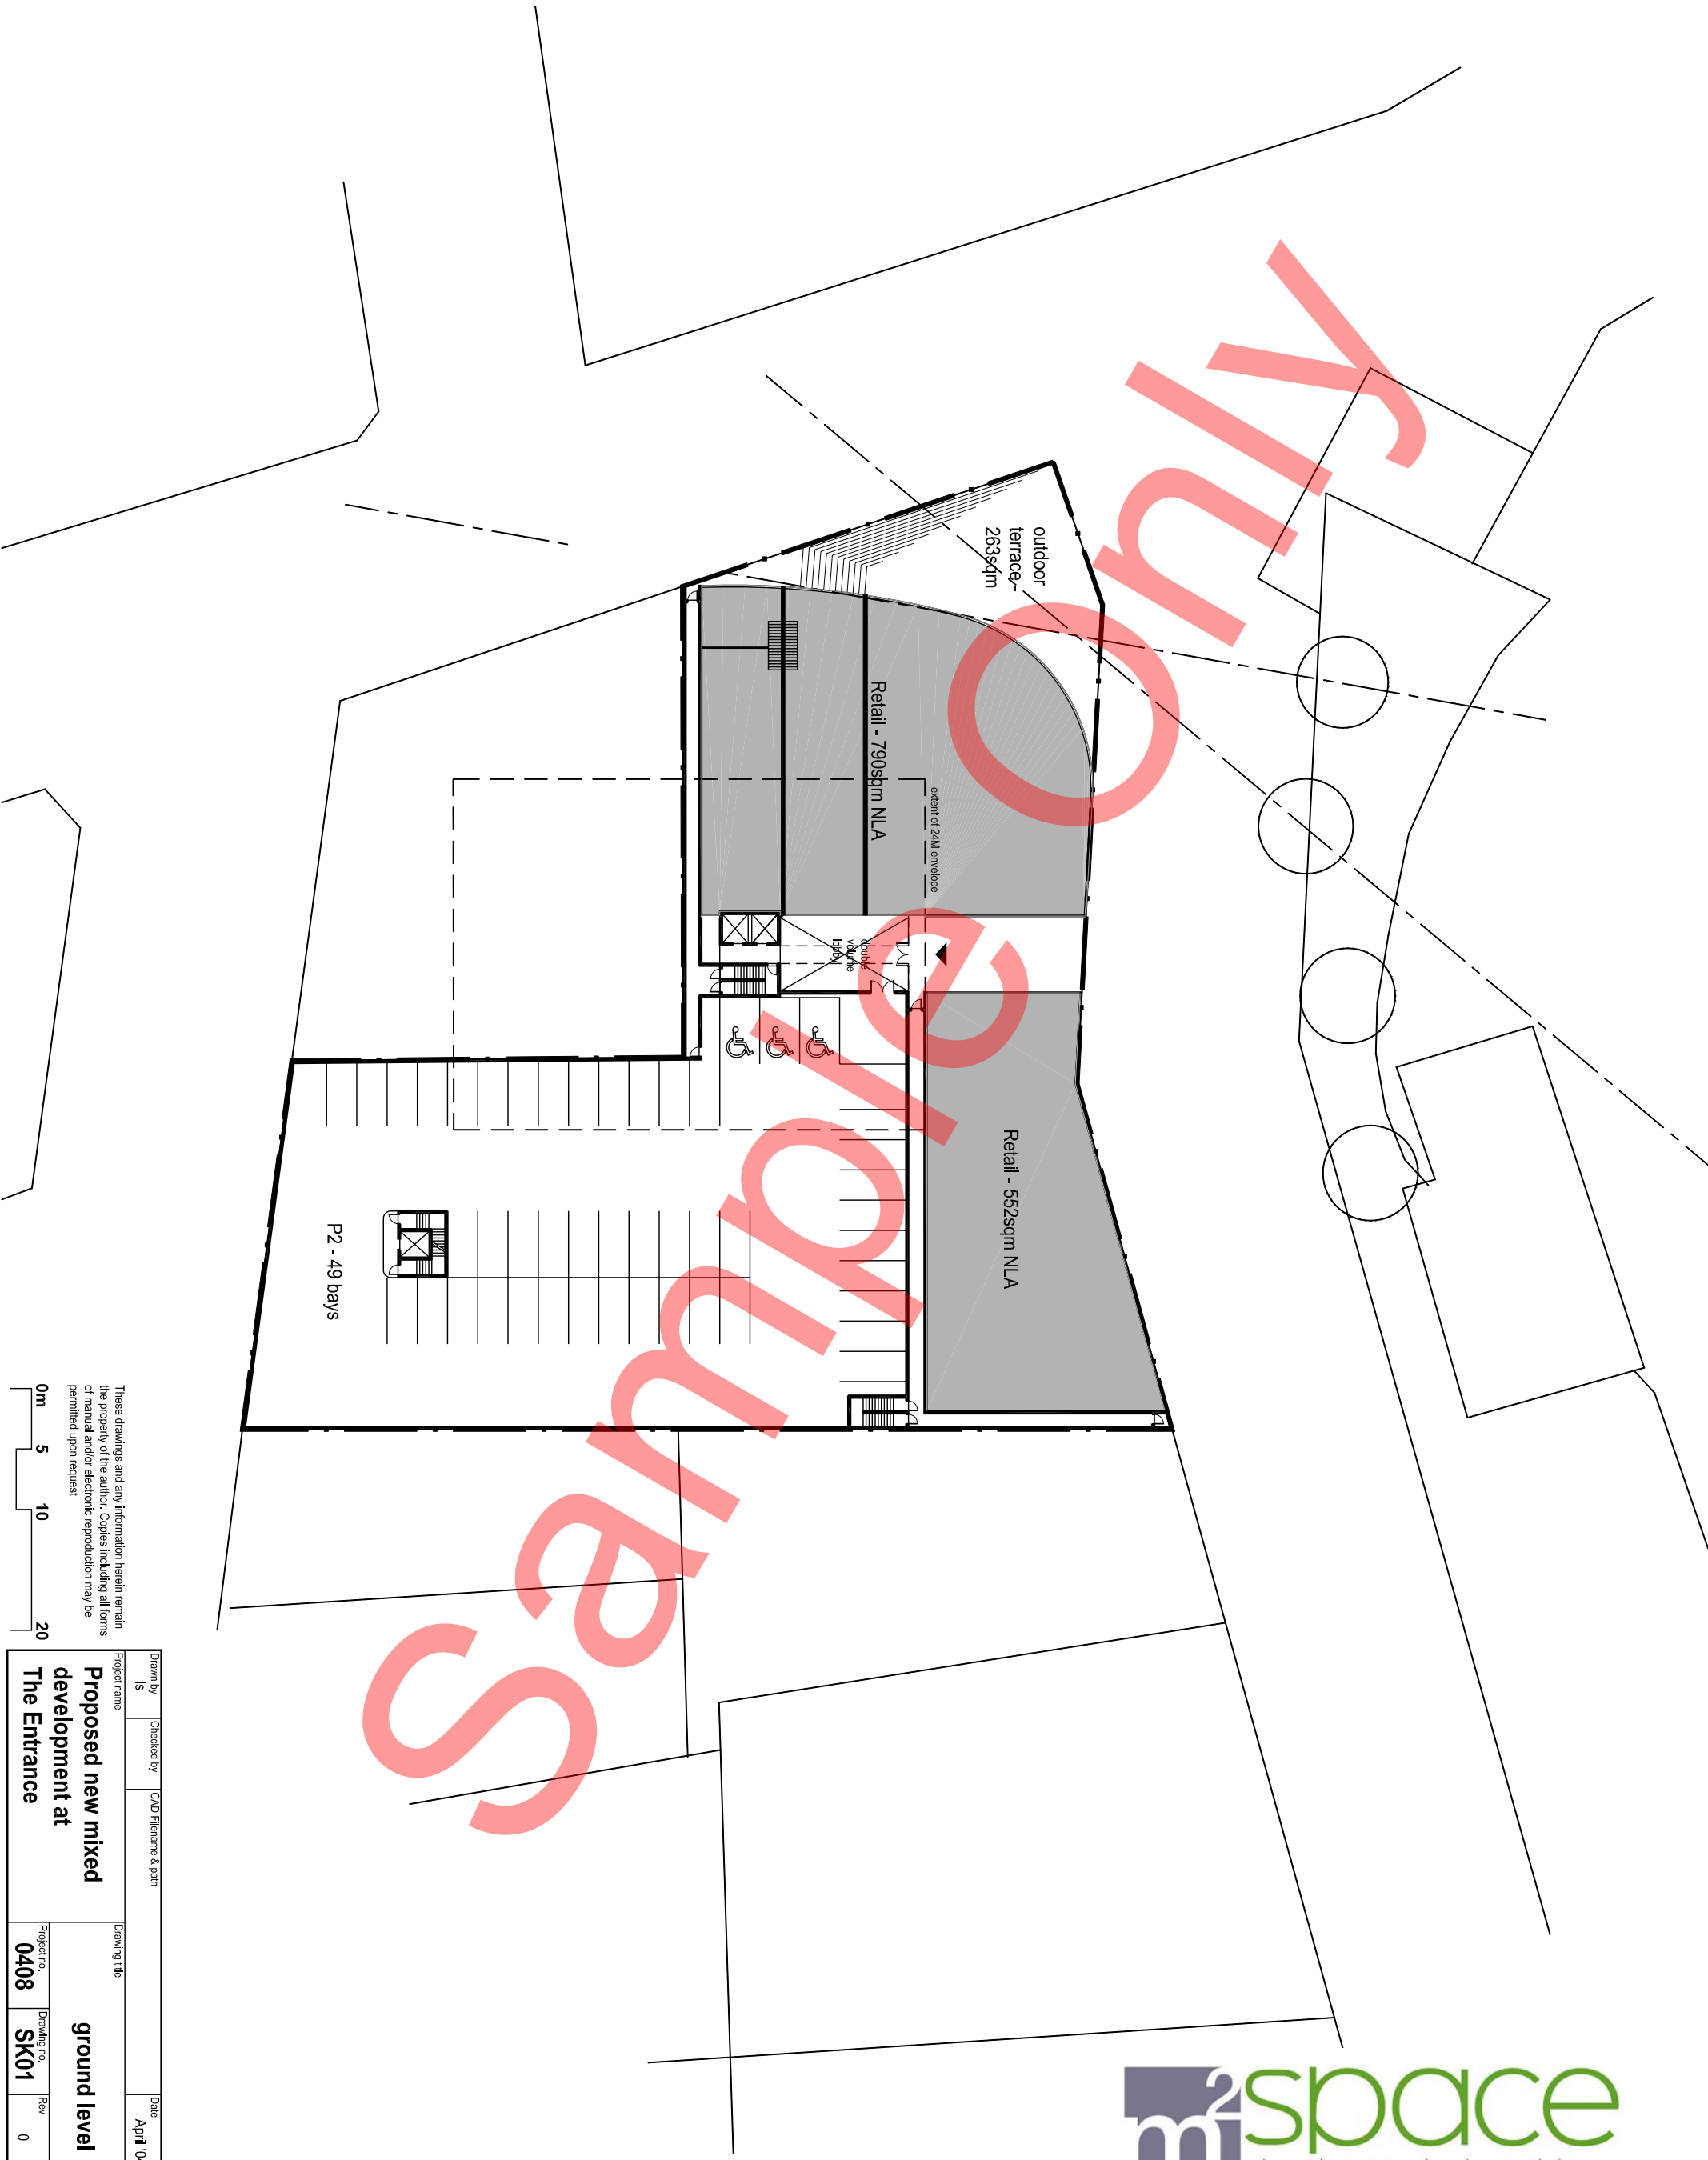 outdoor
terrace -
263sqm
Retail - 790sqm NLA
extent of 24M envelope
double
volume
lobby
Retail - 552sqm NLA
P2 - 49 bays
Sample Only
These drawings and any information herein remain
the property of the author. Copies including all forms
of manual and/or electronic reproduction may be
permitted upon request
0m 5 10 20
Drawn by
ls
Checked by
CAD Filename & path
Date
April '04
Project name
Proposed new mixed
development at
The Entrance
Drawing title
ground level
Project no.
0408
Drawing no.
SK01
Rev
0
m2space